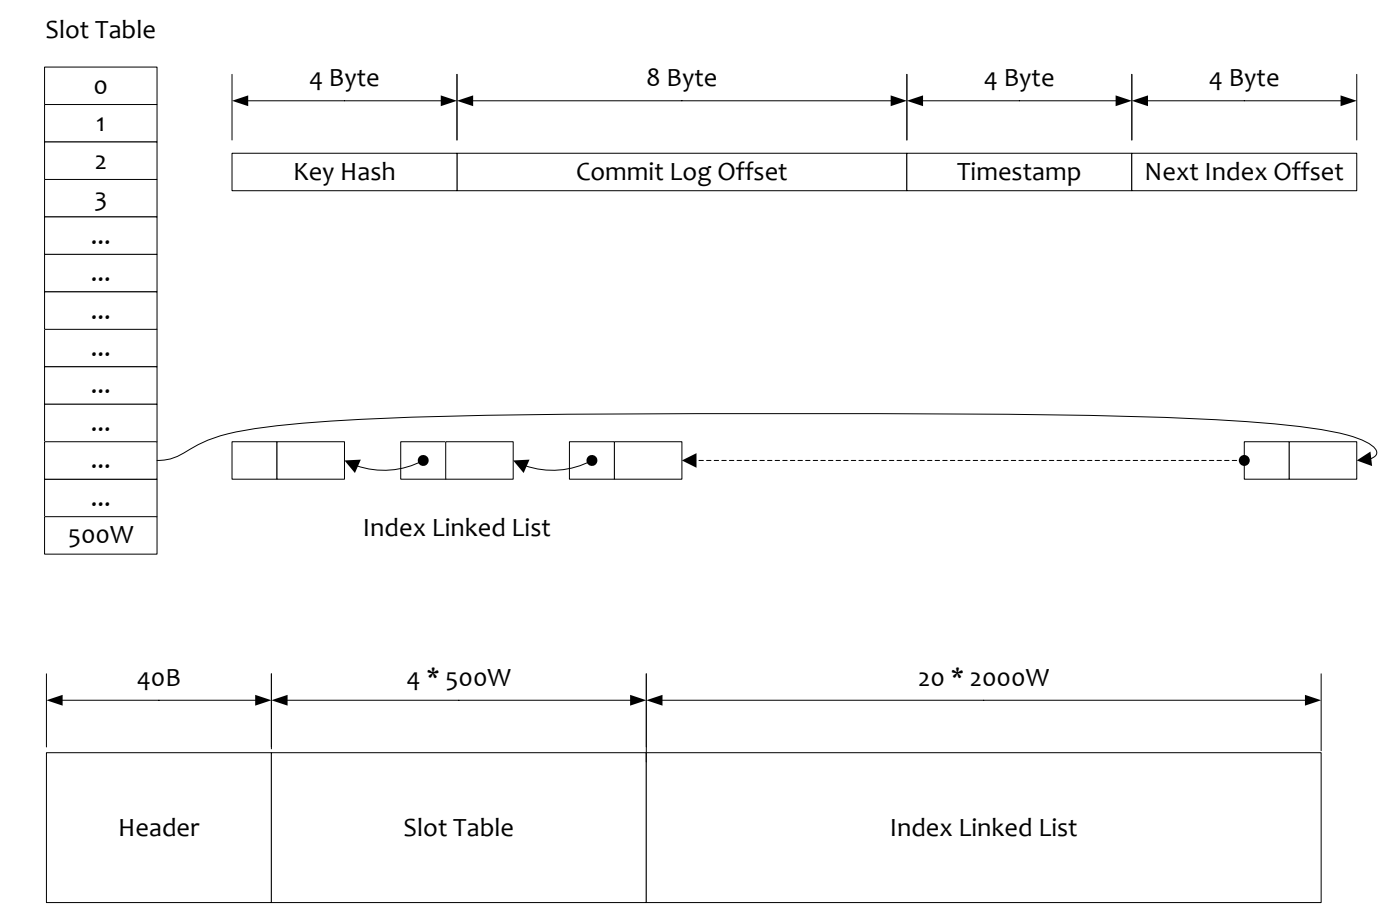 Slot Table
0
1
2
3
...
...
...
...
...
...
...
...
500W
4 Byte
8 Byte
4 Byte
4 Byte
Key Hash
Commit Log Offset
Timestamp
Next Index Offset
Index Linked List
40B
4 * 500W
20 * 2000W
Header
Slot Table
Index Linked List